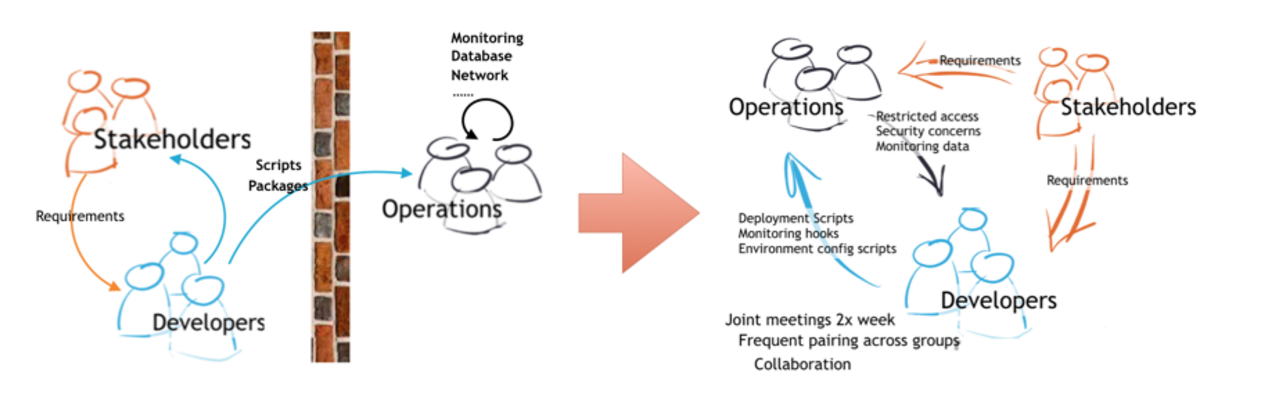 Stakeholders
Requirements
Developers
Scripts
Packages
Monitoring
Database
Network
......
Operations
Operations
Requirements
Stakeholders
Restricted access
Security concerns
Monitoring data
Requirements
Deployment Scripts
Monitoring hooks
Environment config scripts
Developers
Joint meetings 2x week
Frequent pairing across groups
Collaboration